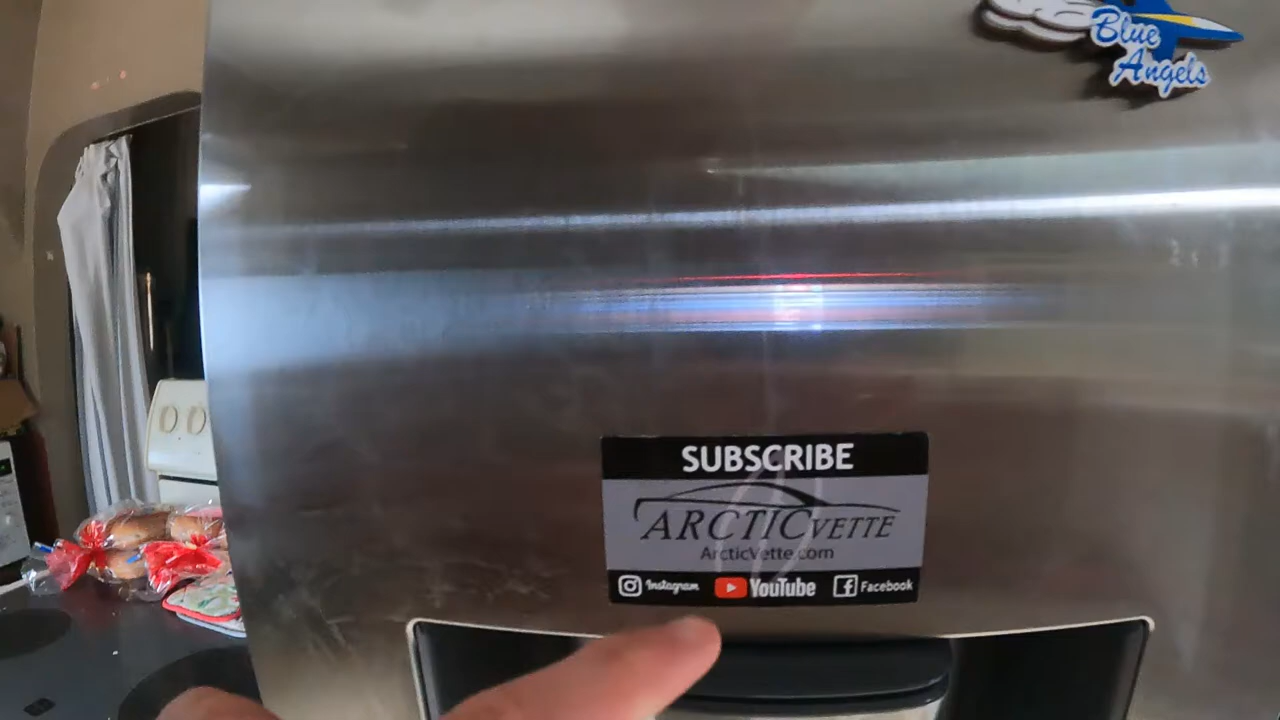 Blue
Angels
SUBSCRIBE
ARCTICVETTE
ArcticVette.com
Instagram YouTube Facebook